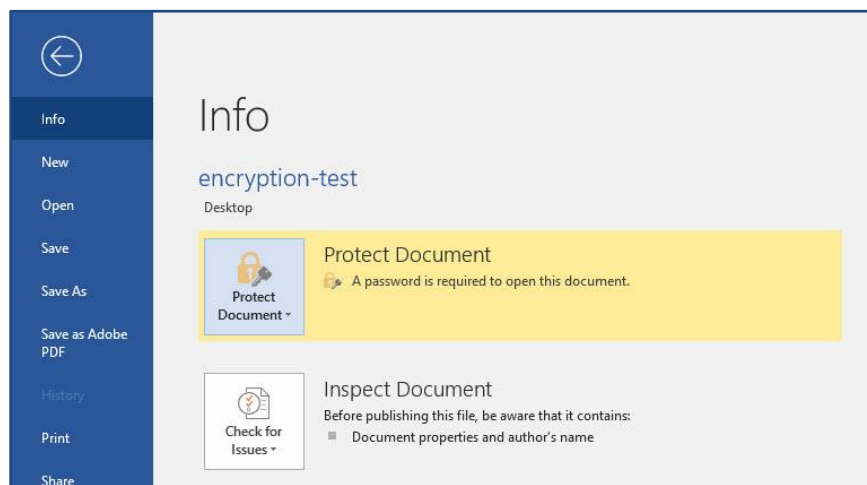 Info
New
Open
Save
Save As
Save as Adobe
PDF
History
Print
Share
Info
encryption-test
Desktop
Protect
Document
Protect Document
A password is required to open this document.
Check for
Issues
Inspect Document
Before publishing this file, be aware that it contains:
Document properties and author's name